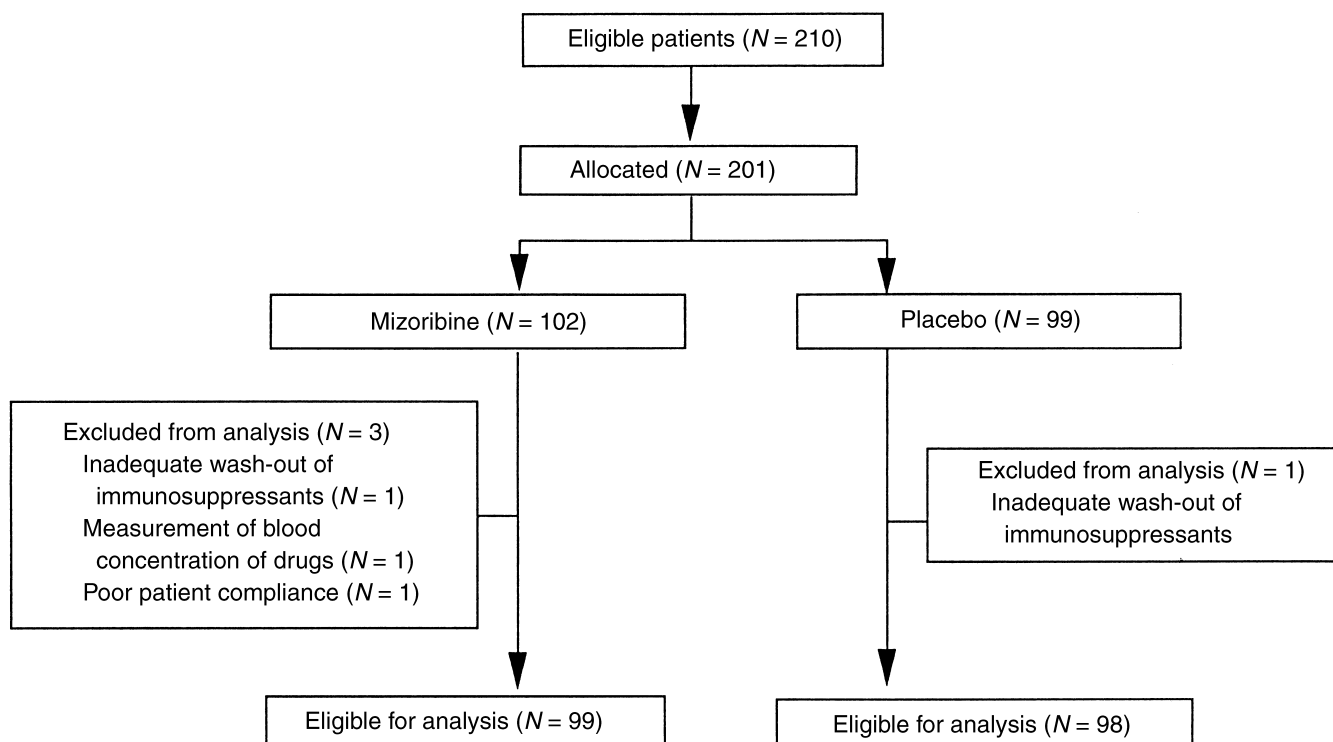 Eligible patients (N = 210)
Allocated (N = 201)
Mizoribine (N = 102)
Placebo (N = 99)
Excluded from analysis (N = 3)
Inadequate wash-out of
immunosuppressants (N = 1)
Measurement of blood
concentration of drugs (N = 1)
Poor patient compliance (N = 1)
Excluded from analysis (N = 1)
Inadequate wash-out of
immunosuppressants
Eligible for analysis (N = 99)
Eligible for analysis (N = 98)